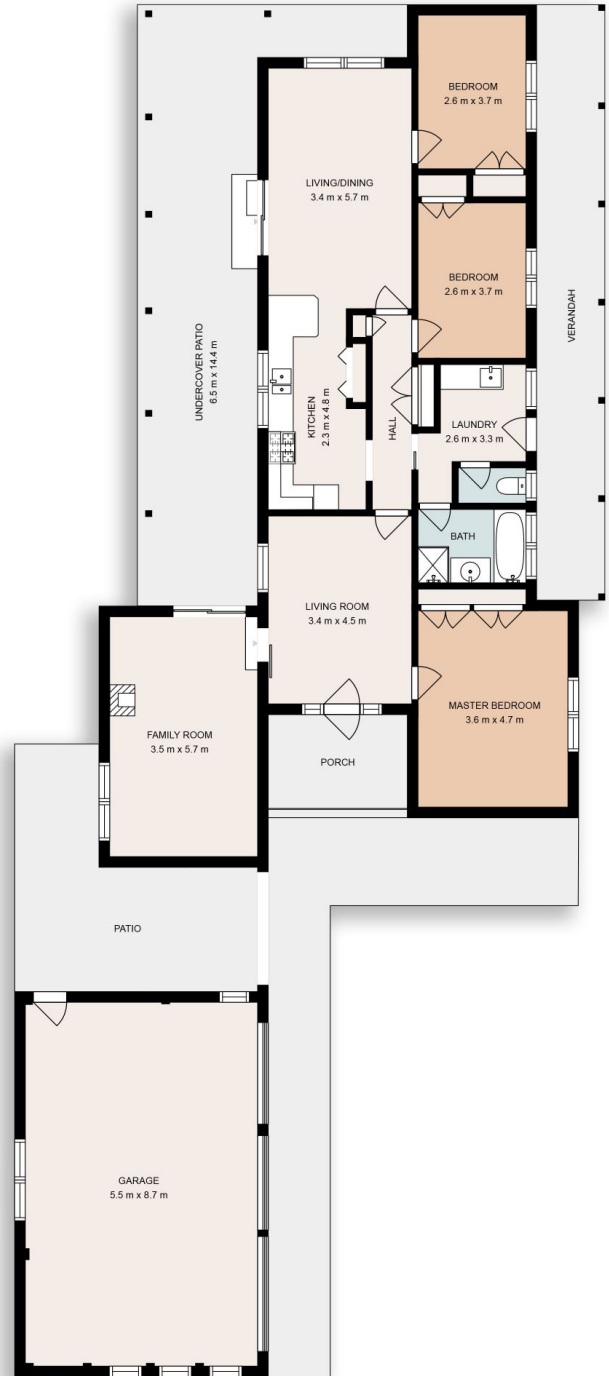 BEDROOM
2.6 m x 3.7 m
LIVING/DINING
3.4 m x 5.7 m
BEDROOM
2.6 m x 3.7 m
VERANDAH
UNDERCOVER PATIO
6.5 m x 14.4 m
KITCHEN
2.3 m x 4.8 m
HALL
LAUNDRY
2.6 m x 3.3 m
BATH
LIVING ROOM
3.4 m x 4.5 m
MASTER BEDROOM
3.6 m x 4.7 m
FAMILY ROOM
3.5 m x 5.7 m
PORCH
PATIO
GARAGE
5.5 m x 8.7 m